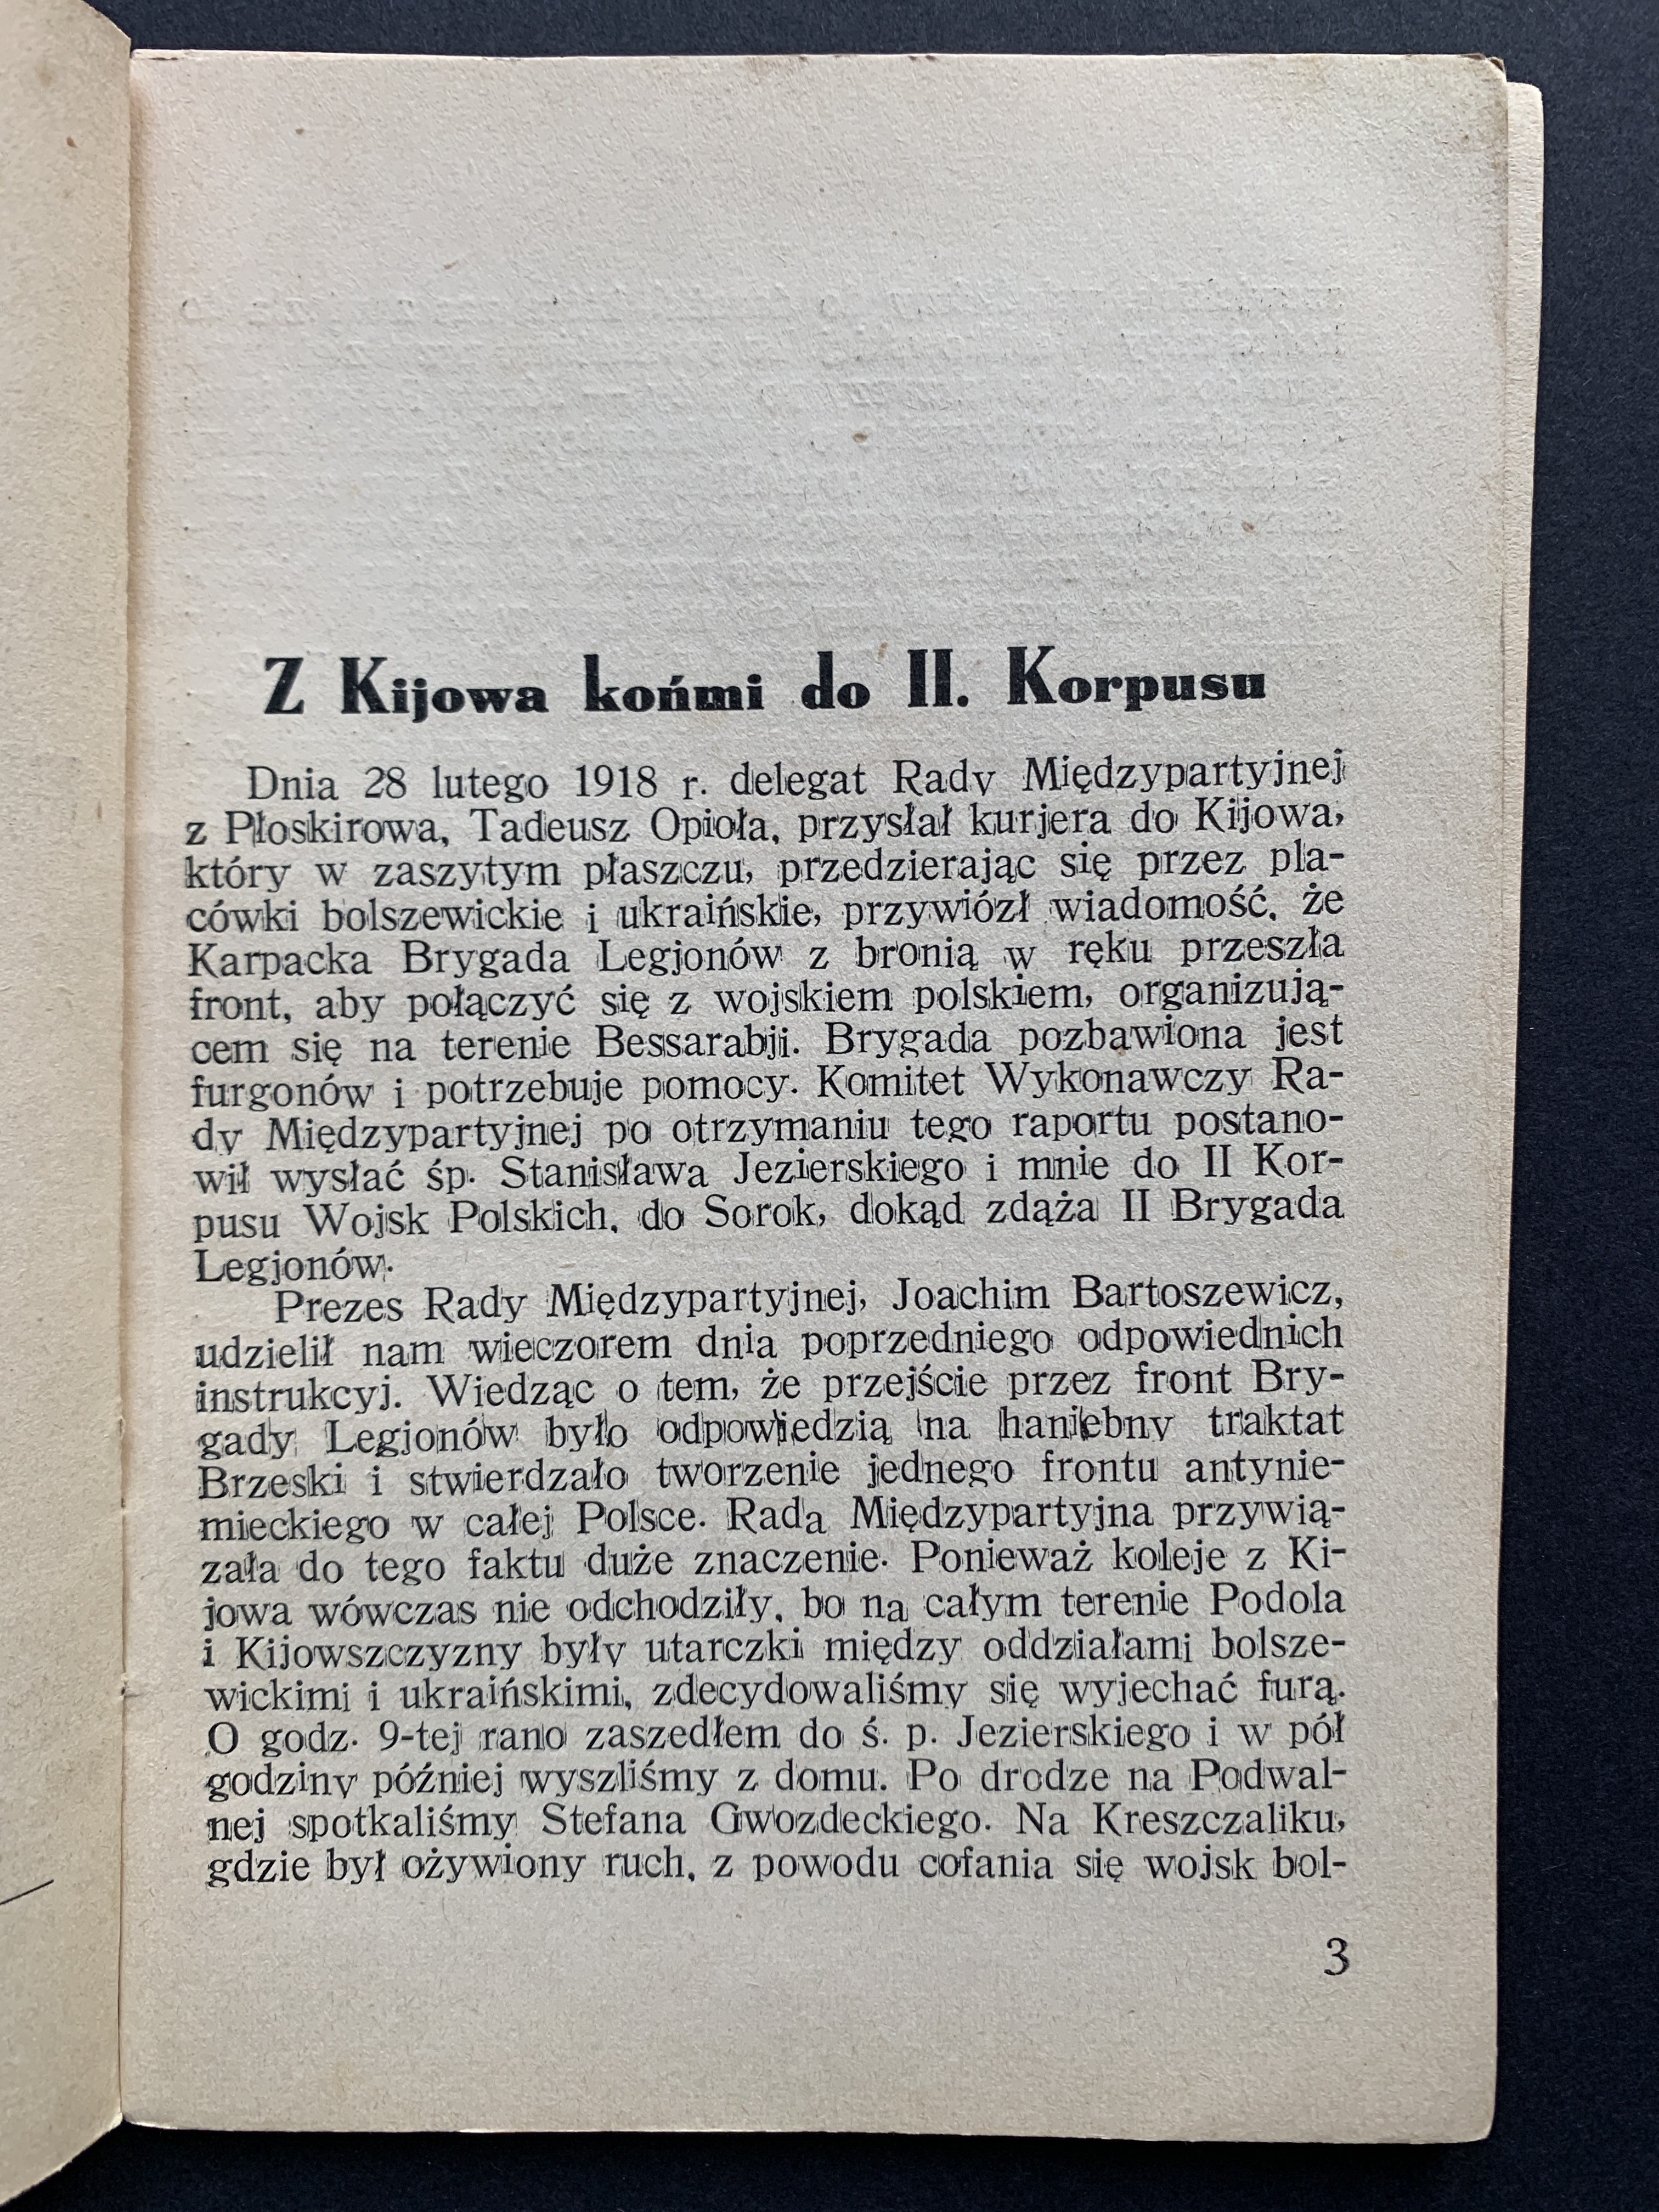 Z Kijowa końmi do II. Korpusu
Dnia 28 lutego 1918 r. delegat Rady Międzypartyjnej
z Płoskirowa, Tadeusz Opioła, przysłał kurjera do Kijowa,
który w zaszytym płaszczu, przedzierając się przez pla-
cówki bolszewickie i ukraińskie, przywiózł wiadomość, że
Karpacka Brygada Legjonów z bronią w ręku przeszła
front, aby połączyć się z wojskiem polskiem, organizują-
cem się na terenie Bessarabji. Brygada pozbawiona jest
furgonów i potrzebuje pomocy. Komitet Wykonawczy Ra-
dy Międzypartyjnej po otrzymaniu tego raportu postano-
wił wysłać śp. Stanisława Jezierskiego i mnie do II Kor-
pusu Wojsk Polskich, do Sorok, dokąd zdąża II Brygada
Legjonów.
Prezes Rady Międzypartyjnej, Joachim Bartoszewicz,
udzielił nam wieczorem dnia poprzedniego odpowiednich
instrukcyj. Wiedząc o tem, że przejście przez front Bry-
gady Legjonów było odpowiedzią na haniebny traktat
Brzeski i stwierdzało tworzenie jednego frontu antynie-
mieckiego w całej Polsce. Rada Międzypartyjna przywią-
zała do tego faktu duże znaczenie. Ponieważ koleje z Ki-
jowa wówczas nie odchodziły, bo na całym terenie Podola
i Kijowszczyzny były utarczki między oddziałami bolsze-
wickimi i ukraińskimi, zdecydowaliśmy się wyjechać furą.
O godz. 9-tej rano zaszedłem do ś. p. Jezierskiego i w pół
godziny później wyszliśmy z domu. Po drodze na Podwal-
nej spotkaliśmy Stefana Gwozdeckiego. Na Kreszczaliku,
gdzie był ożywiony ruch, z powodu cofania się wojsk bol-
3